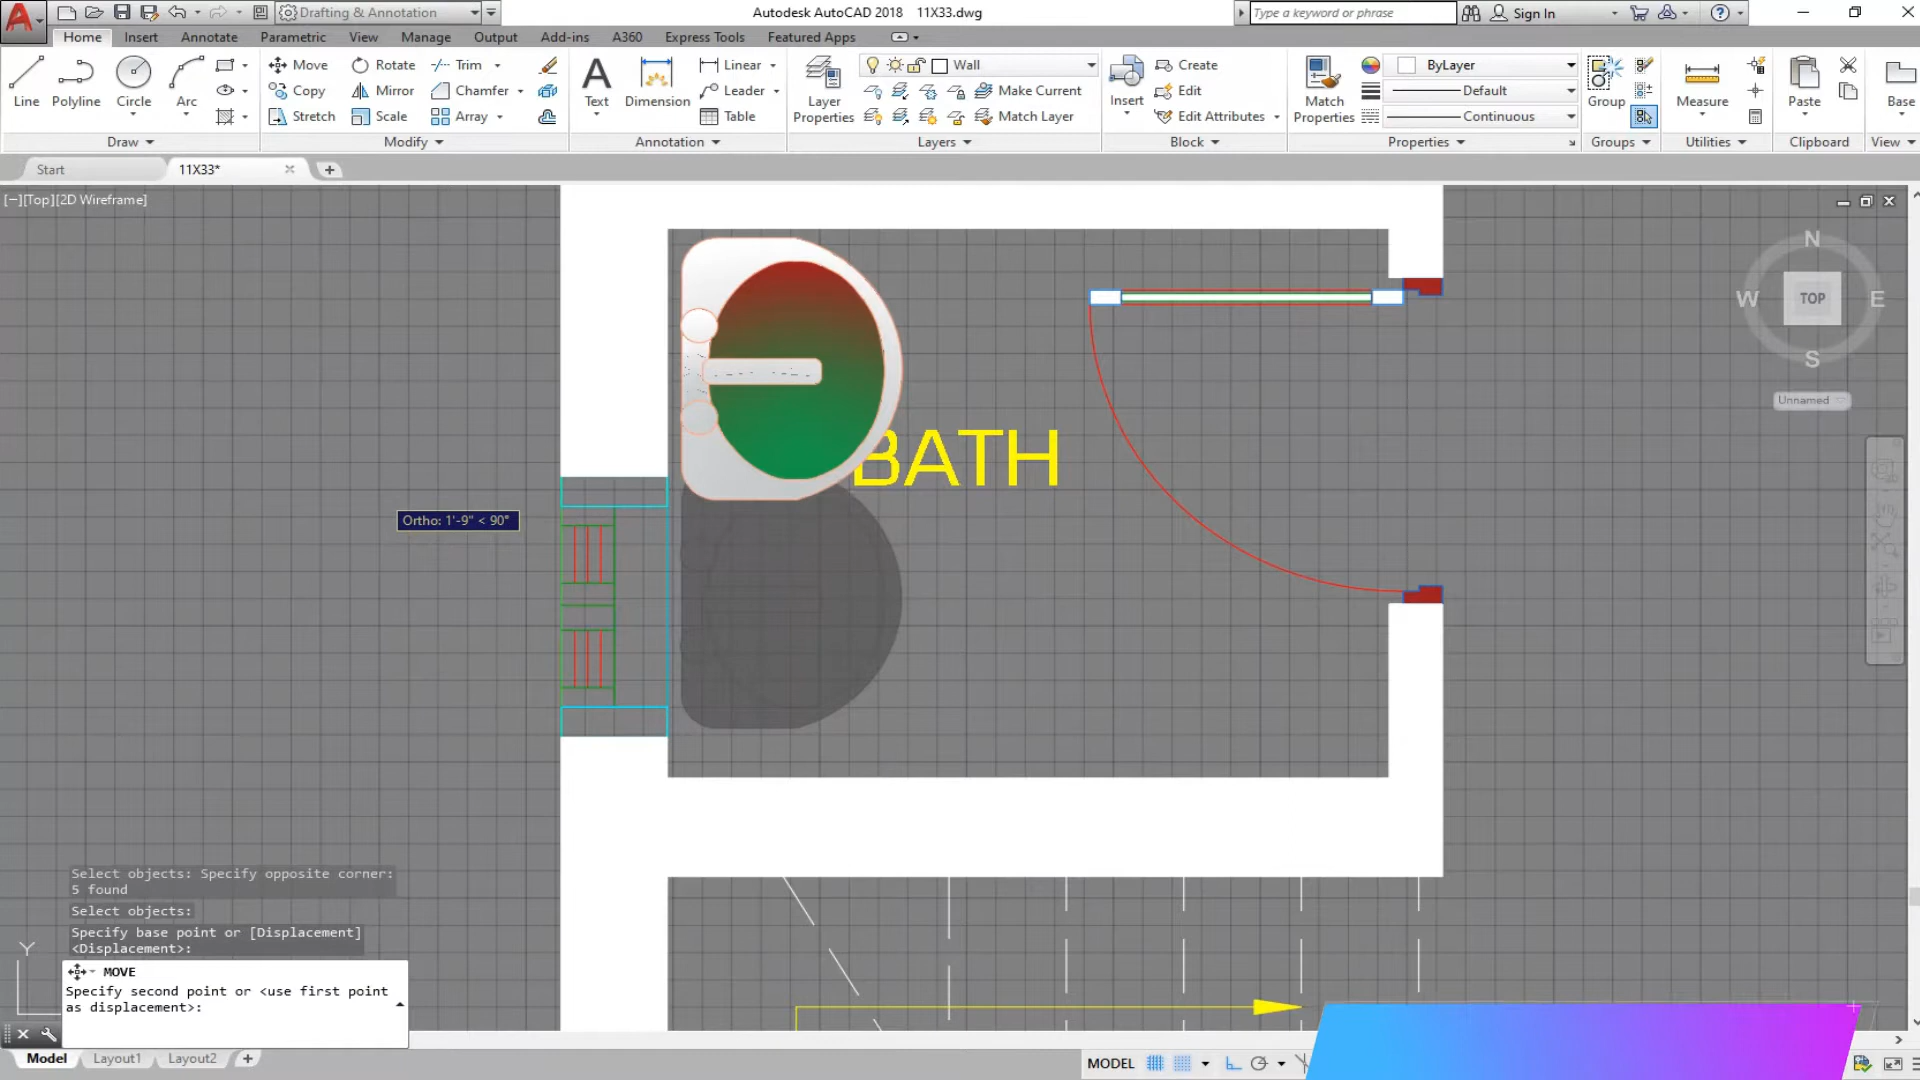 Drafting & Annotation
Autodesk AutoCAD 2018 11X33.dwg
Type a keyword or phrase
Sign In
Home Insert Annotate Parametric View Manage Output Add-ins A360 Express Tools Featured Apps
Move Rotate Trim Linear Wall Create ByLayer
Line Polyline Circle Arc Copy Mirror Chamfer Text Dimension Leader Layer Properties Make Current Insert Edit Match Properties Default Group Measure Paste Base
Stretch Scale Array Table Match Layer Edit Attributes Continuous
Draw Modify Annotation Layers Block Properties Groups Utilities Clipboard View
Start 11X33*
[−][Top][2D Wireframe]
N
W TOP E
S
Unnamed
BATH
Ortho: 1'-9" < 90°
Select objects: Specify opposite corner:
5 found
Select objects:
Specify base point or [Displacement]
<Displacement>:
MOVE
Specify second point or <use first point
as displacement>:
Y
Model Layout1 Layout2
MODEL